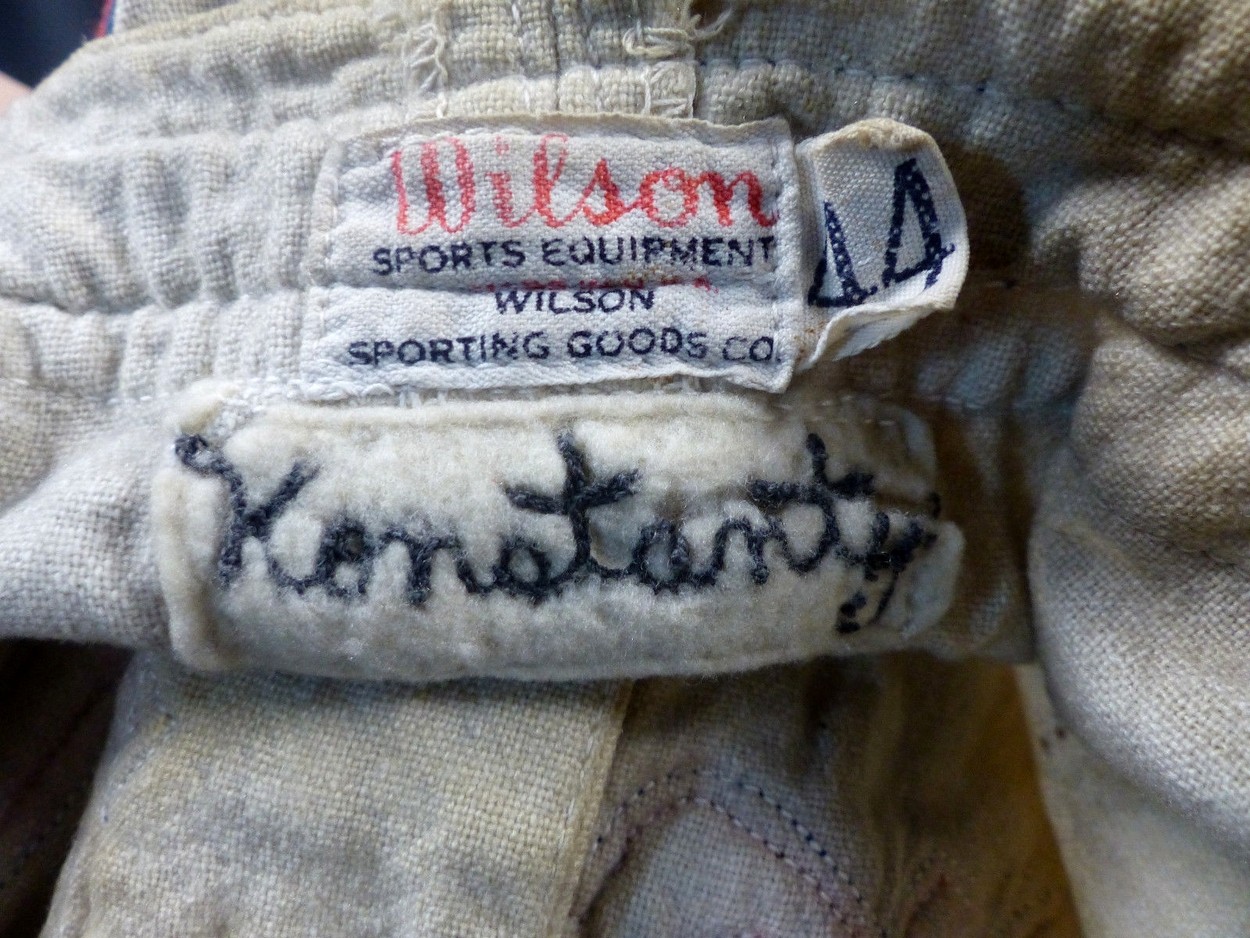 Wilson
44
SPORTS EQUIPMENT
WILSON
SPORTING GOODS CO.
Konstanty